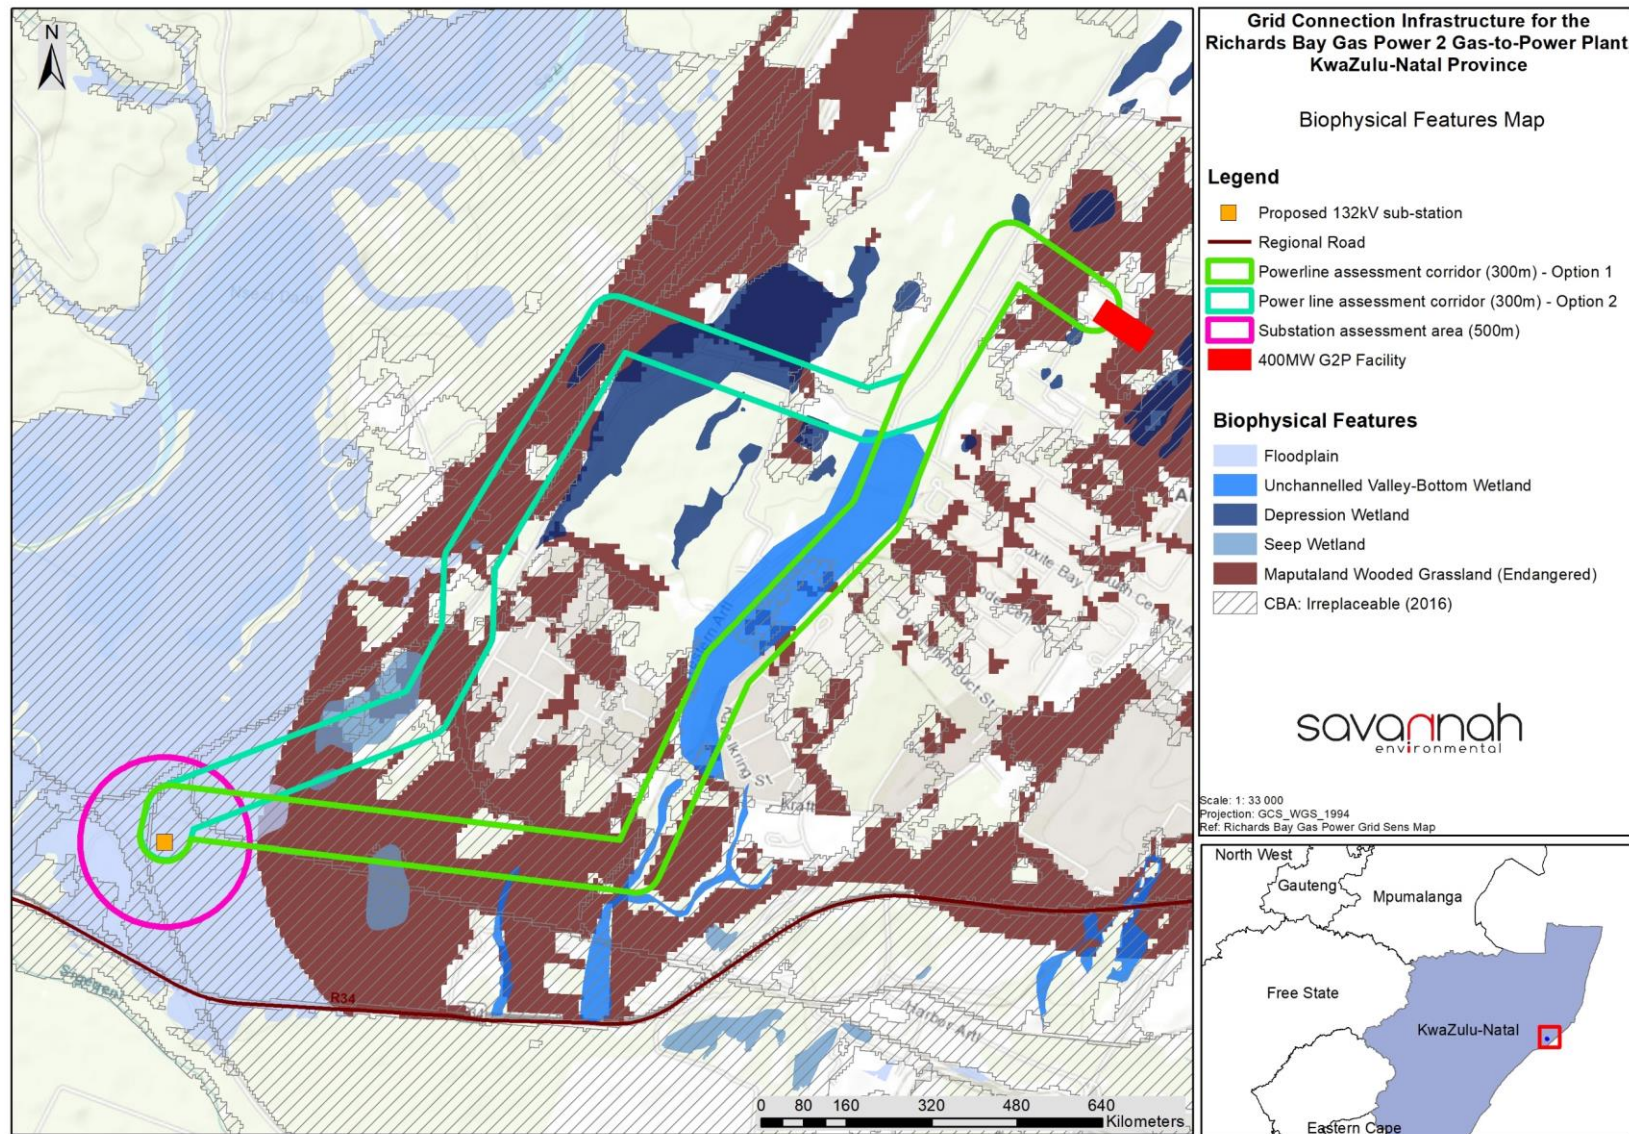 N
R34
Western Arti
Kraft
Harbor Arti
Grid Connection Infrastructure for the
Richards Bay Gas Power 2 Gas-to-Power Plant
KwaZulu-Natal Province
Biophysical Features Map
Legend
Proposed 132kV sub-station
Regional Road
Powerline assessment corridor (300m) - Option 1
Power line assessment corridor (300m) - Option 2
Substation assessment area (500m)
400MW G2P Facility
Biophysical Features
Floodplain
Unchannelled Valley-Bottom Wetland
Depression Wetland
Seep Wetland
Maputaland Wooded Grassland (Endangered)
CBA: Irreplaceable (2016)
savannah
environmental
Scale: 1: 33 000
Projection: GCS_WGS_1994
Ref: Richards Bay Gas Power Grid Sens Map
0 80 160 320 480 640
Kilometers
North West
Gauteng
Mpumalanga
Free State
KwaZulu-Natal
Eastern Cape